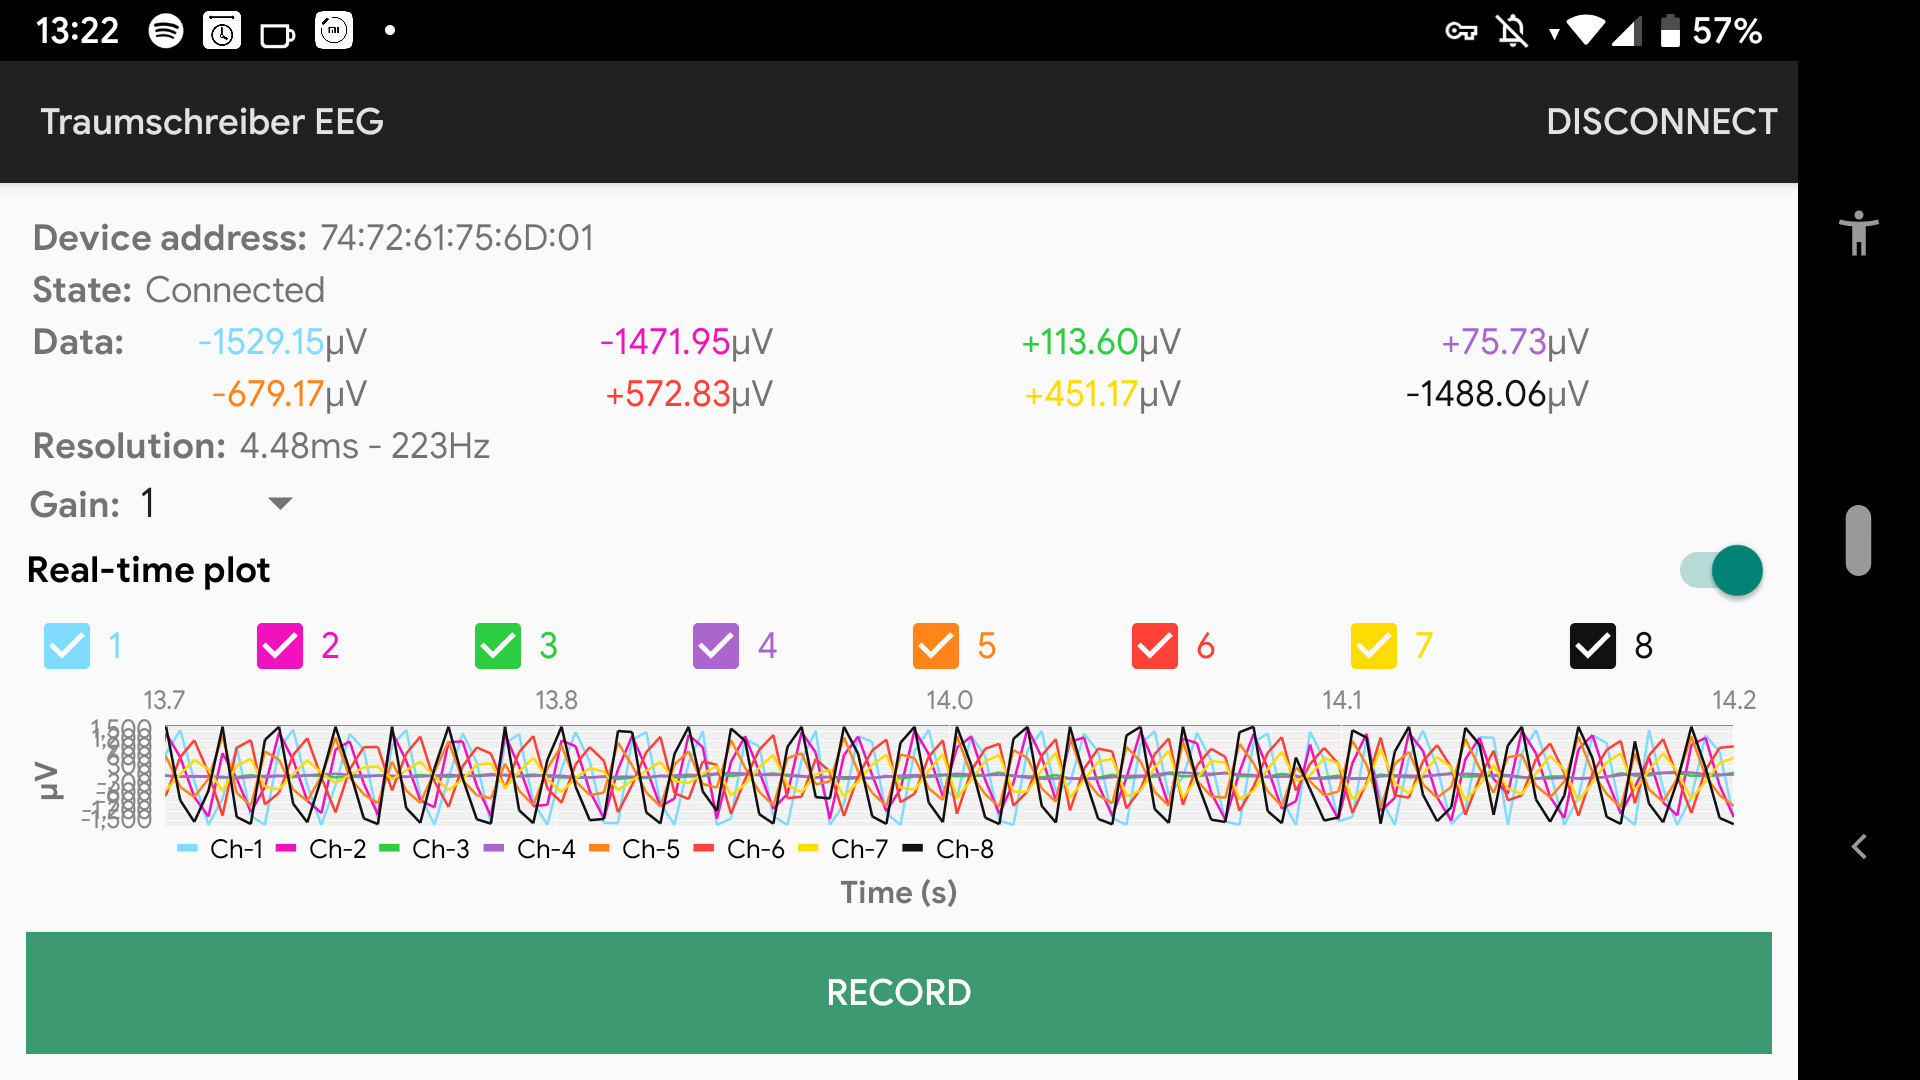 13:22 57%
Traumschreiber EEG DISCONNECT
Device address: 74:72:61:75:6D:01
State: Connected
Data: -1529.15µV -1471.95µV +113.60µV +75.73µV
-679.17µV +572.83µV +451.17µV -1488.06µV
Resolution: 4.48ms - 223Hz
Gain: 1
Real-time plot
1 2 3 4 5 6 7 8
13.7 13.8 14.0 14.1 14.2
1,500
-1,500
µV
Ch-1 Ch-2 Ch-3 Ch-4 Ch-5 Ch-6 Ch-7 Ch-8
Time (s)
RECORD